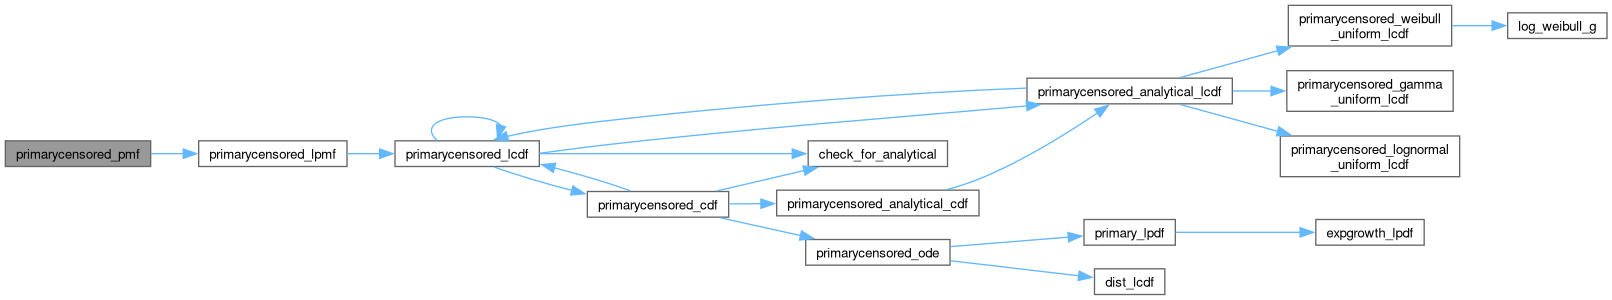 primarycensored_pmf
primarycensored_lpmf
primarycensored_lcdf
primarycensored_cdf
check_for_analytical
primarycensored_analytical_cdf
primarycensored_ode
primarycensored_analytical_lcdf
primary_lpdf
dist_lcdf
primarycensored_weibull
_uniform_lcdf
primarycensored_gamma
_uniform_lcdf
primarycensored_lognormal
_uniform_lcdf
expgrowth_lpdf
log_weibull_g